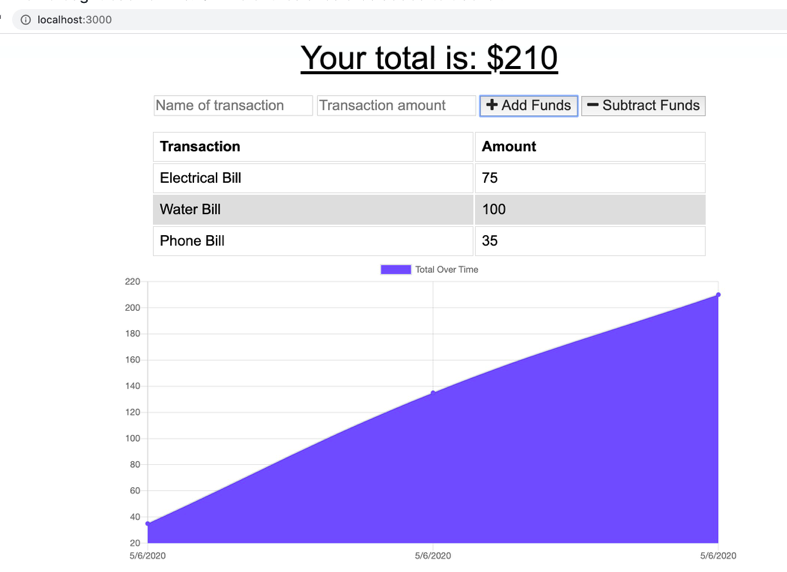 localhost:3000
Your total is: $210
Name of transaction Transaction amount + Add Funds − Subtract Funds
Transaction Amount
Electrical Bill 75
Water Bill 100
Phone Bill 35
Total Over Time
220
200
180
160
140
120
100
80
60
40
20
5/6/2020 5/6/2020 5/6/2020